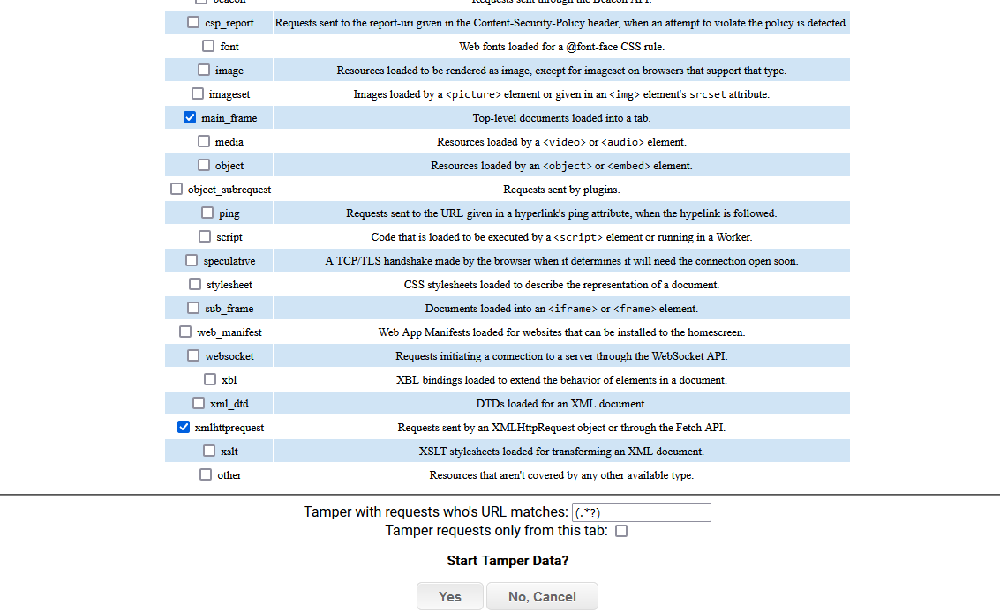 beacon Requests sent through the Beacon API.
csp_report Requests sent to the report-uri given in the Content-Security-Policy header, when an attempt to violate the policy is detected.
font Web fonts loaded for a @font-face CSS rule.
image Resources loaded to be rendered as image, except for imageset on browsers that support that type.
imageset Images loaded by a <picture> element or given in an <img> element's srcset attribute.
main_frame Top-level documents loaded into a tab.
media Resources loaded by a <video> or <audio> element.
object Resources loaded by an <object> or <embed> element.
object_subrequest Requests sent by plugins.
ping Requests sent to the URL given in a hyperlink's ping attribute, when the hypelink is followed.
script Code that is loaded to be executed by a <script> element or running in a Worker.
speculative A TCP/TLS handshake made by the browser when it determines it will need the connection open soon.
stylesheet CSS stylesheets loaded to describe the representation of a document.
sub_frame Documents loaded into an <iframe> or <frame> element.
web_manifest Web App Manifests loaded for websites that can be installed to the homescreen.
websocket Requests initiating a connection to a server through the WebSocket API.
xbl XBL bindings loaded to extend the behavior of elements in a document.
xml_dtd DTDs loaded for an XML document.
xmlhttprequest Requests sent by an XMLHttpRequest object or through the Fetch API.
xslt XSLT stylesheets loaded for transforming an XML document.
other Resources that aren't covered by any other available type.
Tamper with requests who's URL matches: (.*?)
Tamper requests only from this tab:
Start Tamper Data?
Yes No, Cancel